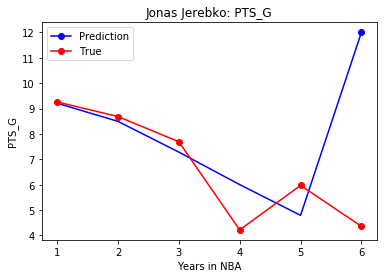 Jonas Jerebko: PTS_G
Prediction
True
12
11
10
9
8
7
6
5
4
PTS_G
1 2 3 4 5 6
Years in NBA